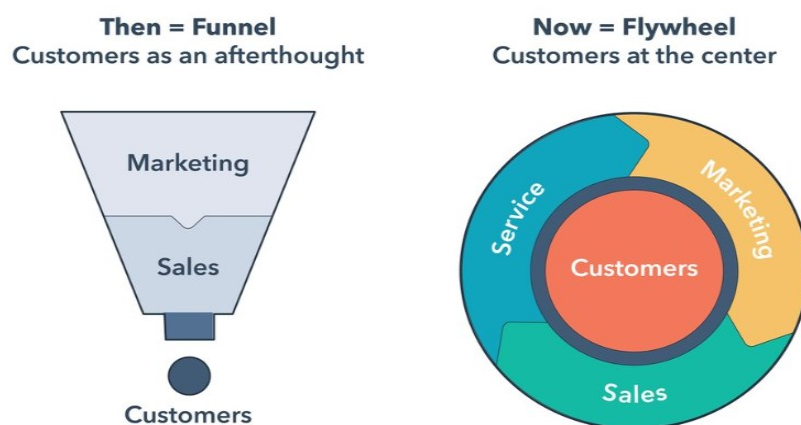 Then = Funnel
Customers as an afterthought
Marketing
Sales
Customers
Now = Flywheel
Customers at the center
Service
Marketing
Customers
Sales